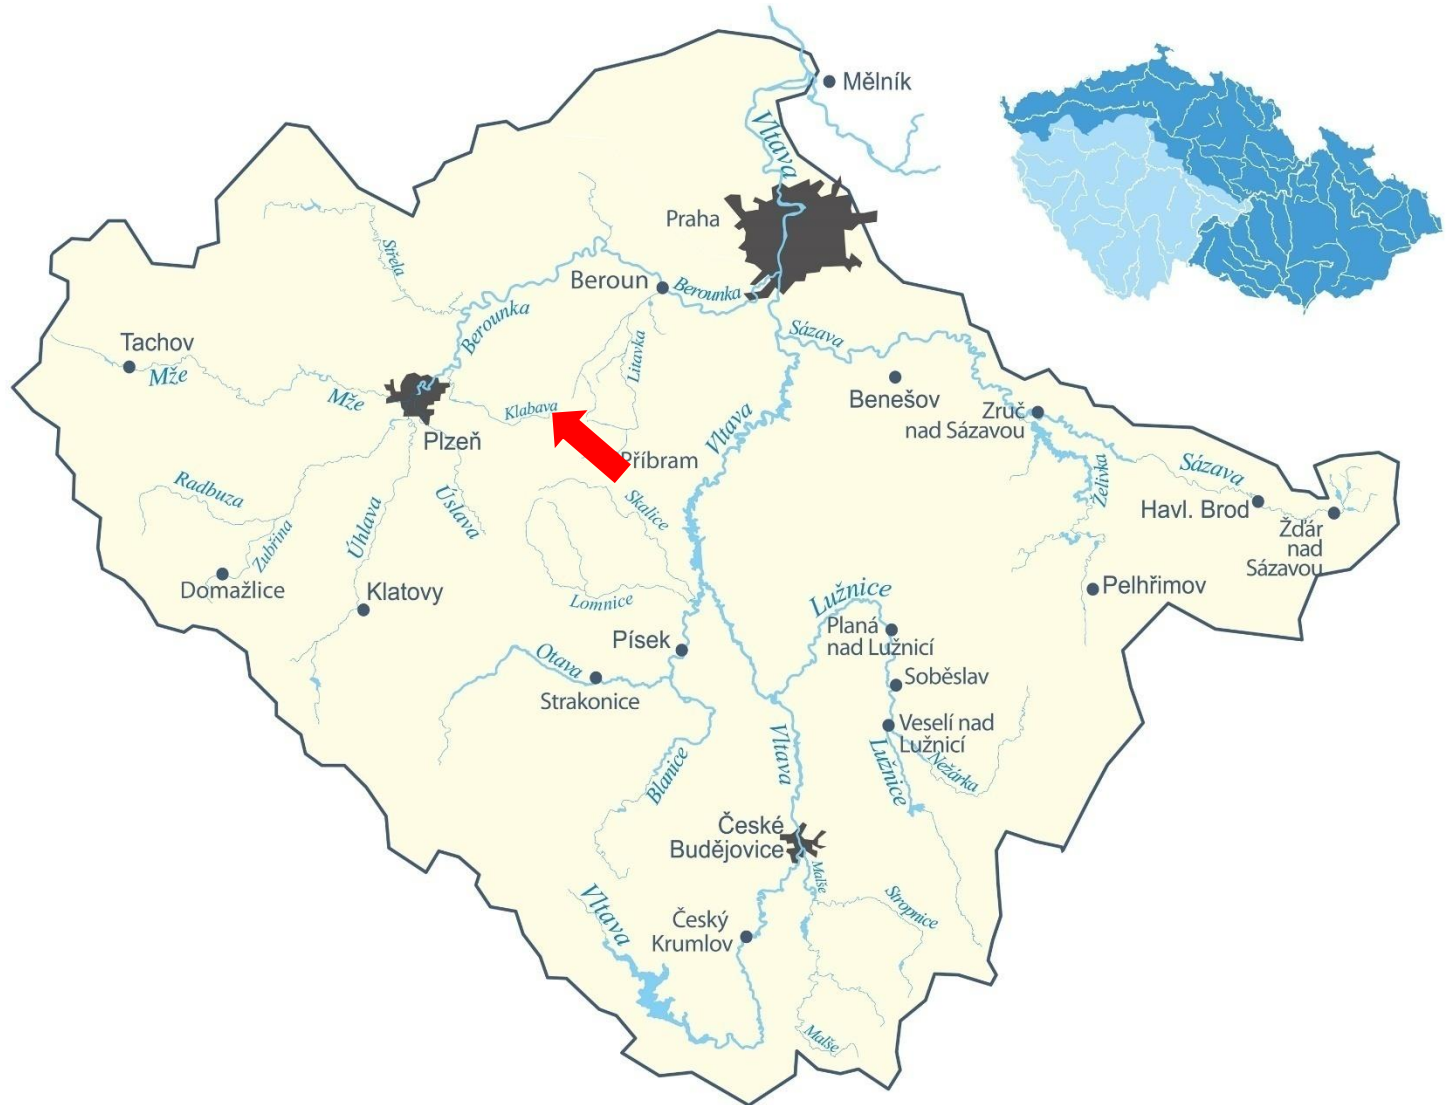 Mělník
Vltava
Praha
Střela
Beroun
Berounka
Berounka
Sázava
Tachov
Mže
Mže
Litavka
Klabava
Plzeň
Benešov
Zruč
nad Sázavou
Vltava
Příbram
Radbuza
Zubřina
Úhlava
Úslava
Skalice
Želivka
Sázava
Havl. Brod
Žďár
nad
Sázavou
Domažlice
Klatovy
Lomnice
Pelhřimov
Lužnice
Planá
nad Lužnicí
Písek
Otava
Strakonice
Soběslav
Veselí nad
Lužnicí
Lužnice
Nežárka
Vltava
Blanice
České
Budějovice
Malše
Stropnice
Vltava
Český
Krumlov
Malše